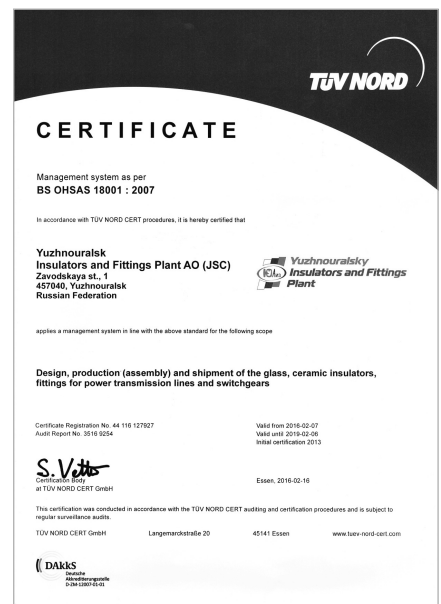 TÜV NORD
CERTIFICATE
Management system as per
BS OHSAS 18001 : 2007
In accordance with TÜV NORD CERT procedures, it is hereby certified that
Yuzhnouralsk
Insulators and Fittings Plant AO (JSC)
Zavodskaya st., 1
457040, Yuzhnouralsk
Russian Federation
Yuzhnouralsky
Insulators and Fittings
Plant
applies a management system in line with the above standard for the following scope
Design, production (assembly) and shipment of the glass, ceramic insulators,
fittings for power transmission lines and switchgears
Certificate Registration No. 44 116 127927
Audit Report No. 3516 9254
Valid from 2016-02-07
Valid until 2019-02-06
Initial certification 2013
S. Vetto
Certification Body
at TÜV NORD CERT GmbH
Essen, 2016-02-16
This certification was conducted in accordance with the TÜV NORD CERT auditing and certification procedures and is subject to
regular surveillance audits.
TÜV NORD CERT GmbH Langemarckstraße 20 45141 Essen www.tuev-nord-cert.com
DAkkS
Deutsche
Akkreditierungsstelle
D-ZM-12007-01-01